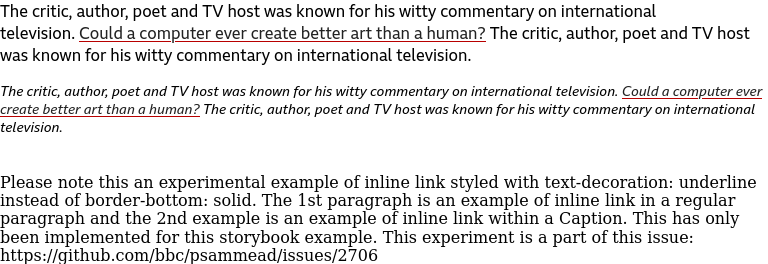 The critic, author, poet and TV host was known for his witty commentary on international
television. Could a computer ever create better art than a human? The critic, author, poet and TV host
was known for his witty commentary on international television.
The critic, author, poet and TV host was known for his witty commentary on international television. Could a computer ever
create better art than a human? The critic, author, poet and TV host was known for his witty commentary on international
television.
Please note this an experimental example of inline link styled with text-decoration: underline
instead of border-bottom: solid. The 1st paragraph is an example of inline link in a regular
paragraph and the 2nd example is an example of inline link within a Caption. This has only
been implemented for this storybook example. This experiment is a part of this issue:
https://github.com/bbc/psammead/issues/2706